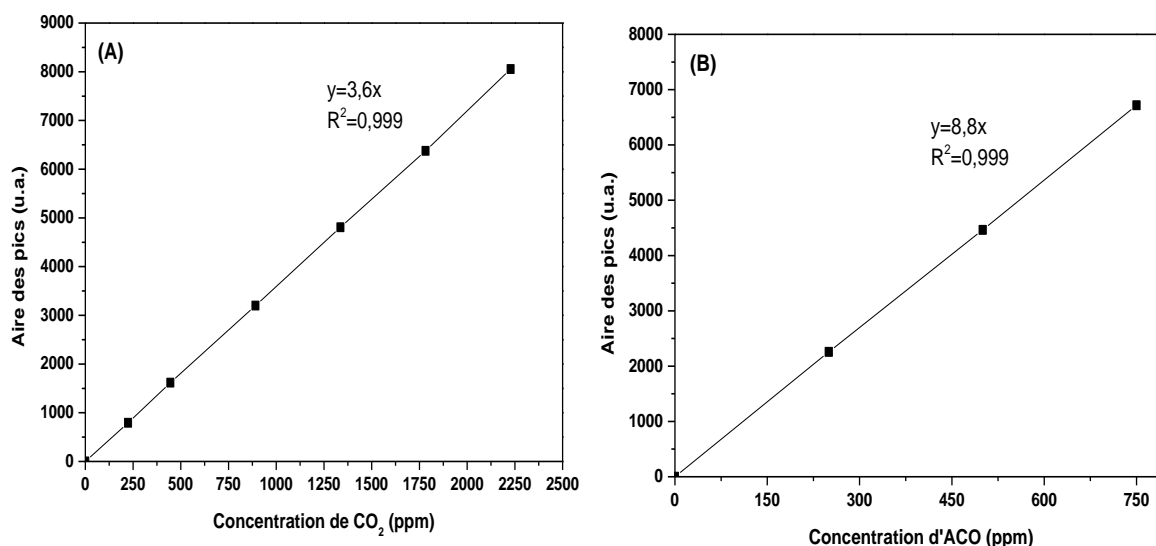 (A)
y=3,6x
R²=0,999
Aire des pics (u.a.)
9000
8000
7000
6000
5000
4000
3000
2000
1000
0
0 250 500 750 1000 1250 1500 1750 2000 2250 2500
Concentration de CO₂ (ppm)
(B)
y=8,8x
R²=0,999
Aire des pics (u.a.)
8000
7000
6000
5000
4000
3000
2000
1000
0
0 150 300 450 600 750
Concentration d'ACO (ppm)